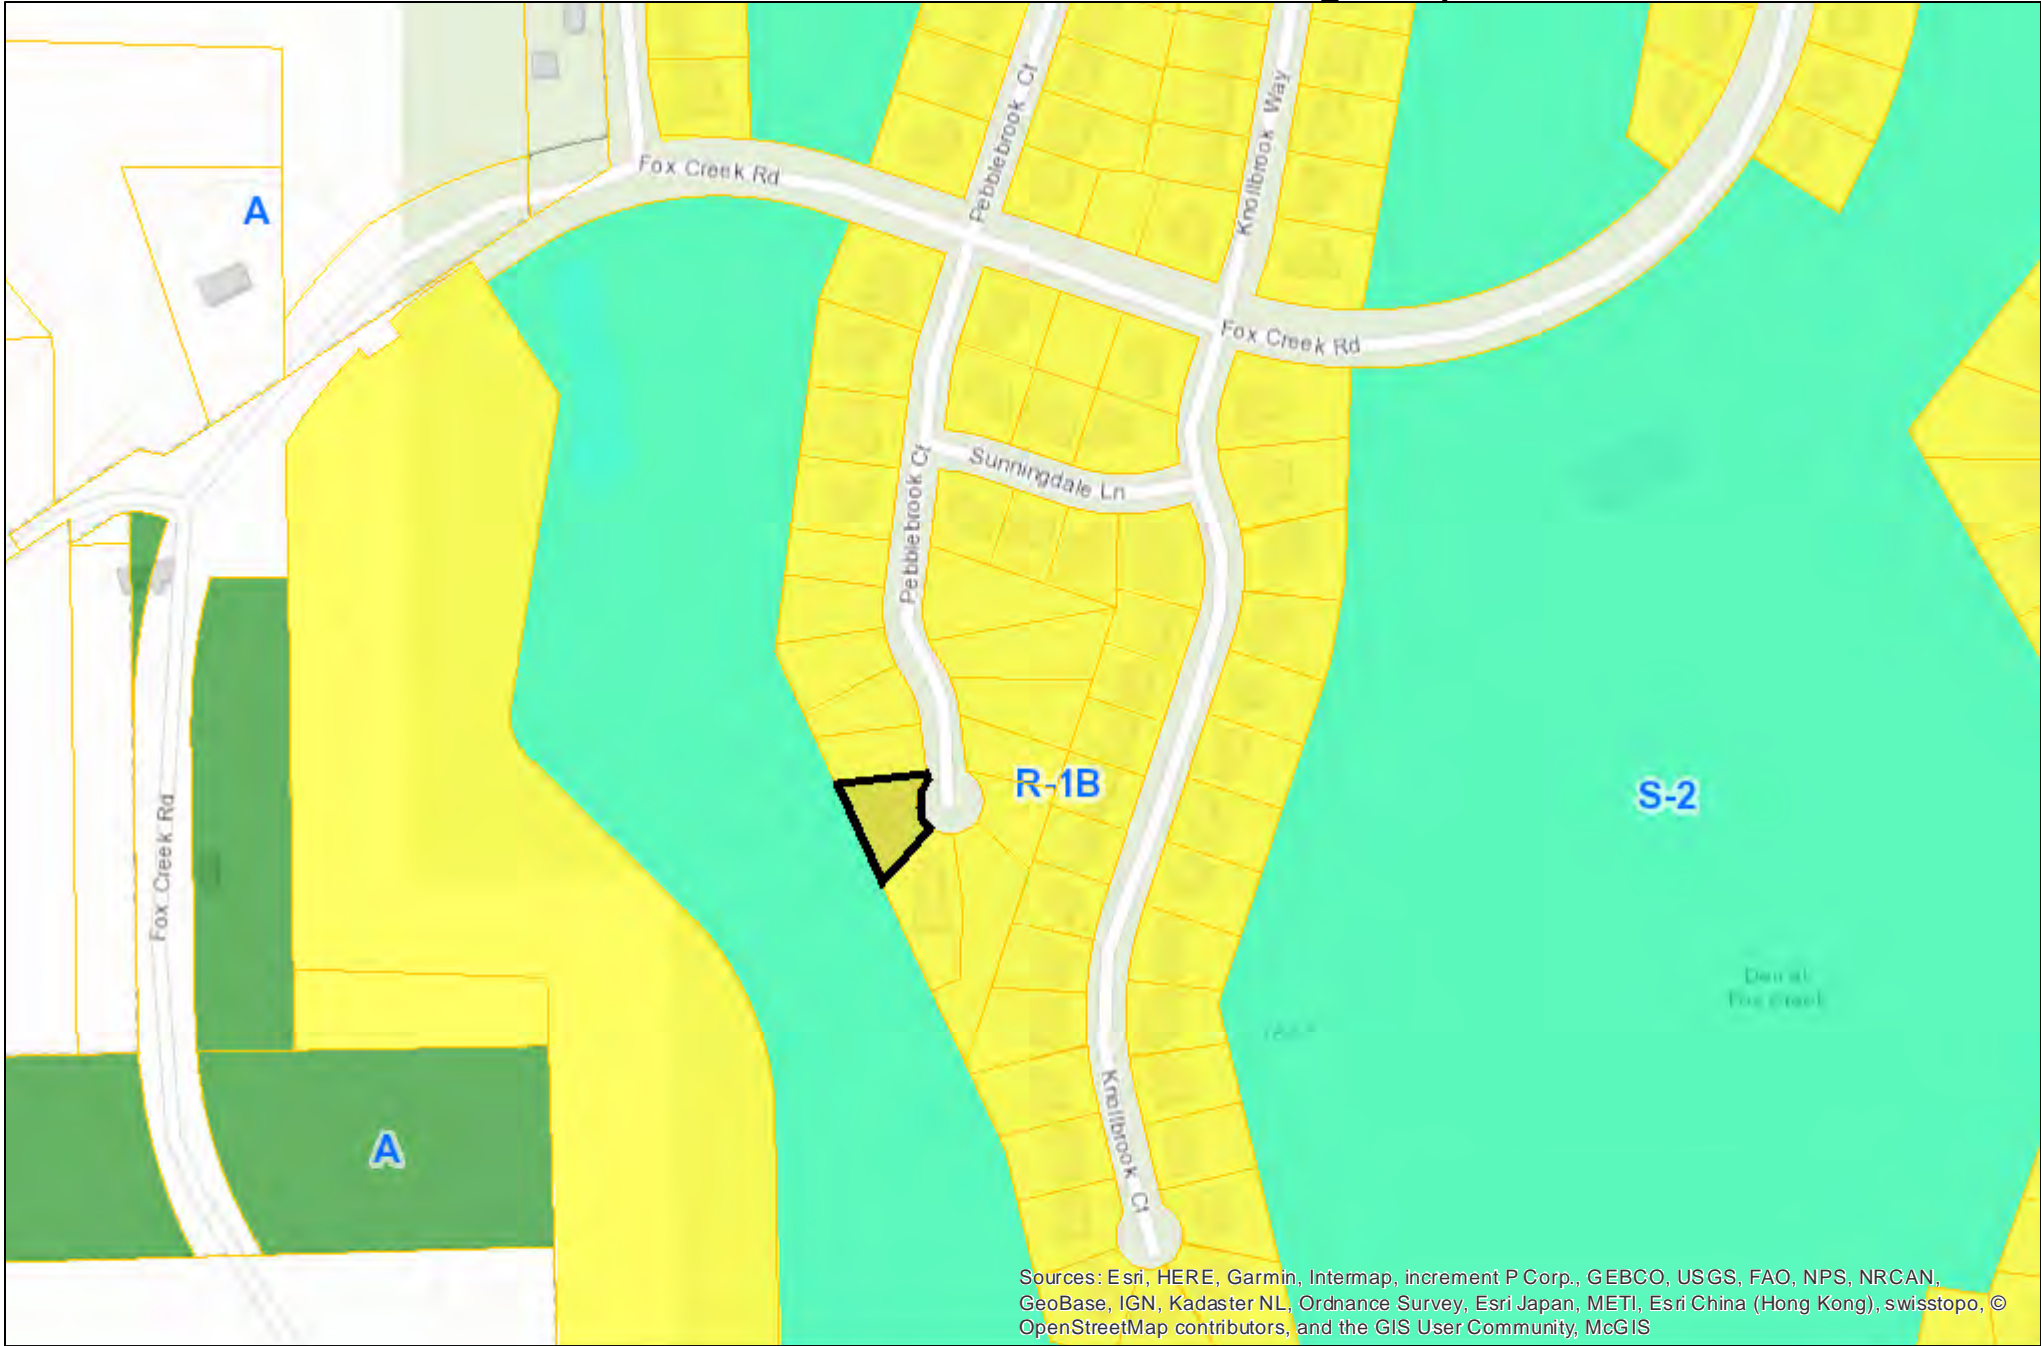 Pebblebrook Ct
Knollbrook Way
Fox Creek Rd
A
Fox Creek Rd
Pebblebrook Ct
Sunningdale Ln
R-1B
S-2
Fox Creek Rd
Knollbrook Ct
A
Sources: Esri, HERE, Garmin, Intermap, increment P Corp., GEBCO, USGS, FAO, NPS, NRCAN,
GeoBase, IGN, Kadaster NL, Ordnance Survey, Esri Japan, METI, Esri China (Hong Kong), swisstopo, ©
OpenStreetMap contributors, and the GIS User Community, McGIS